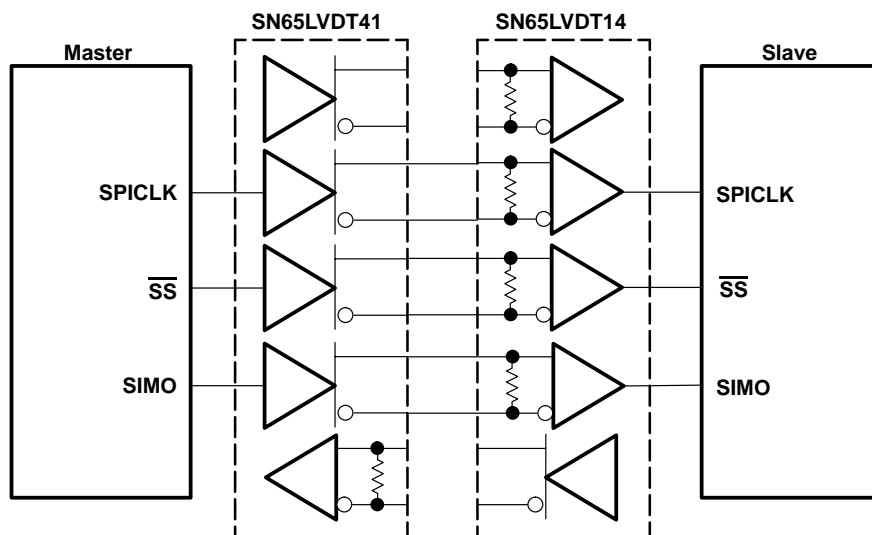 SN65LVDT41 SN65LVDT14
Master Slave
SPICLK SPICLK
SS SS
SIMO SIMO